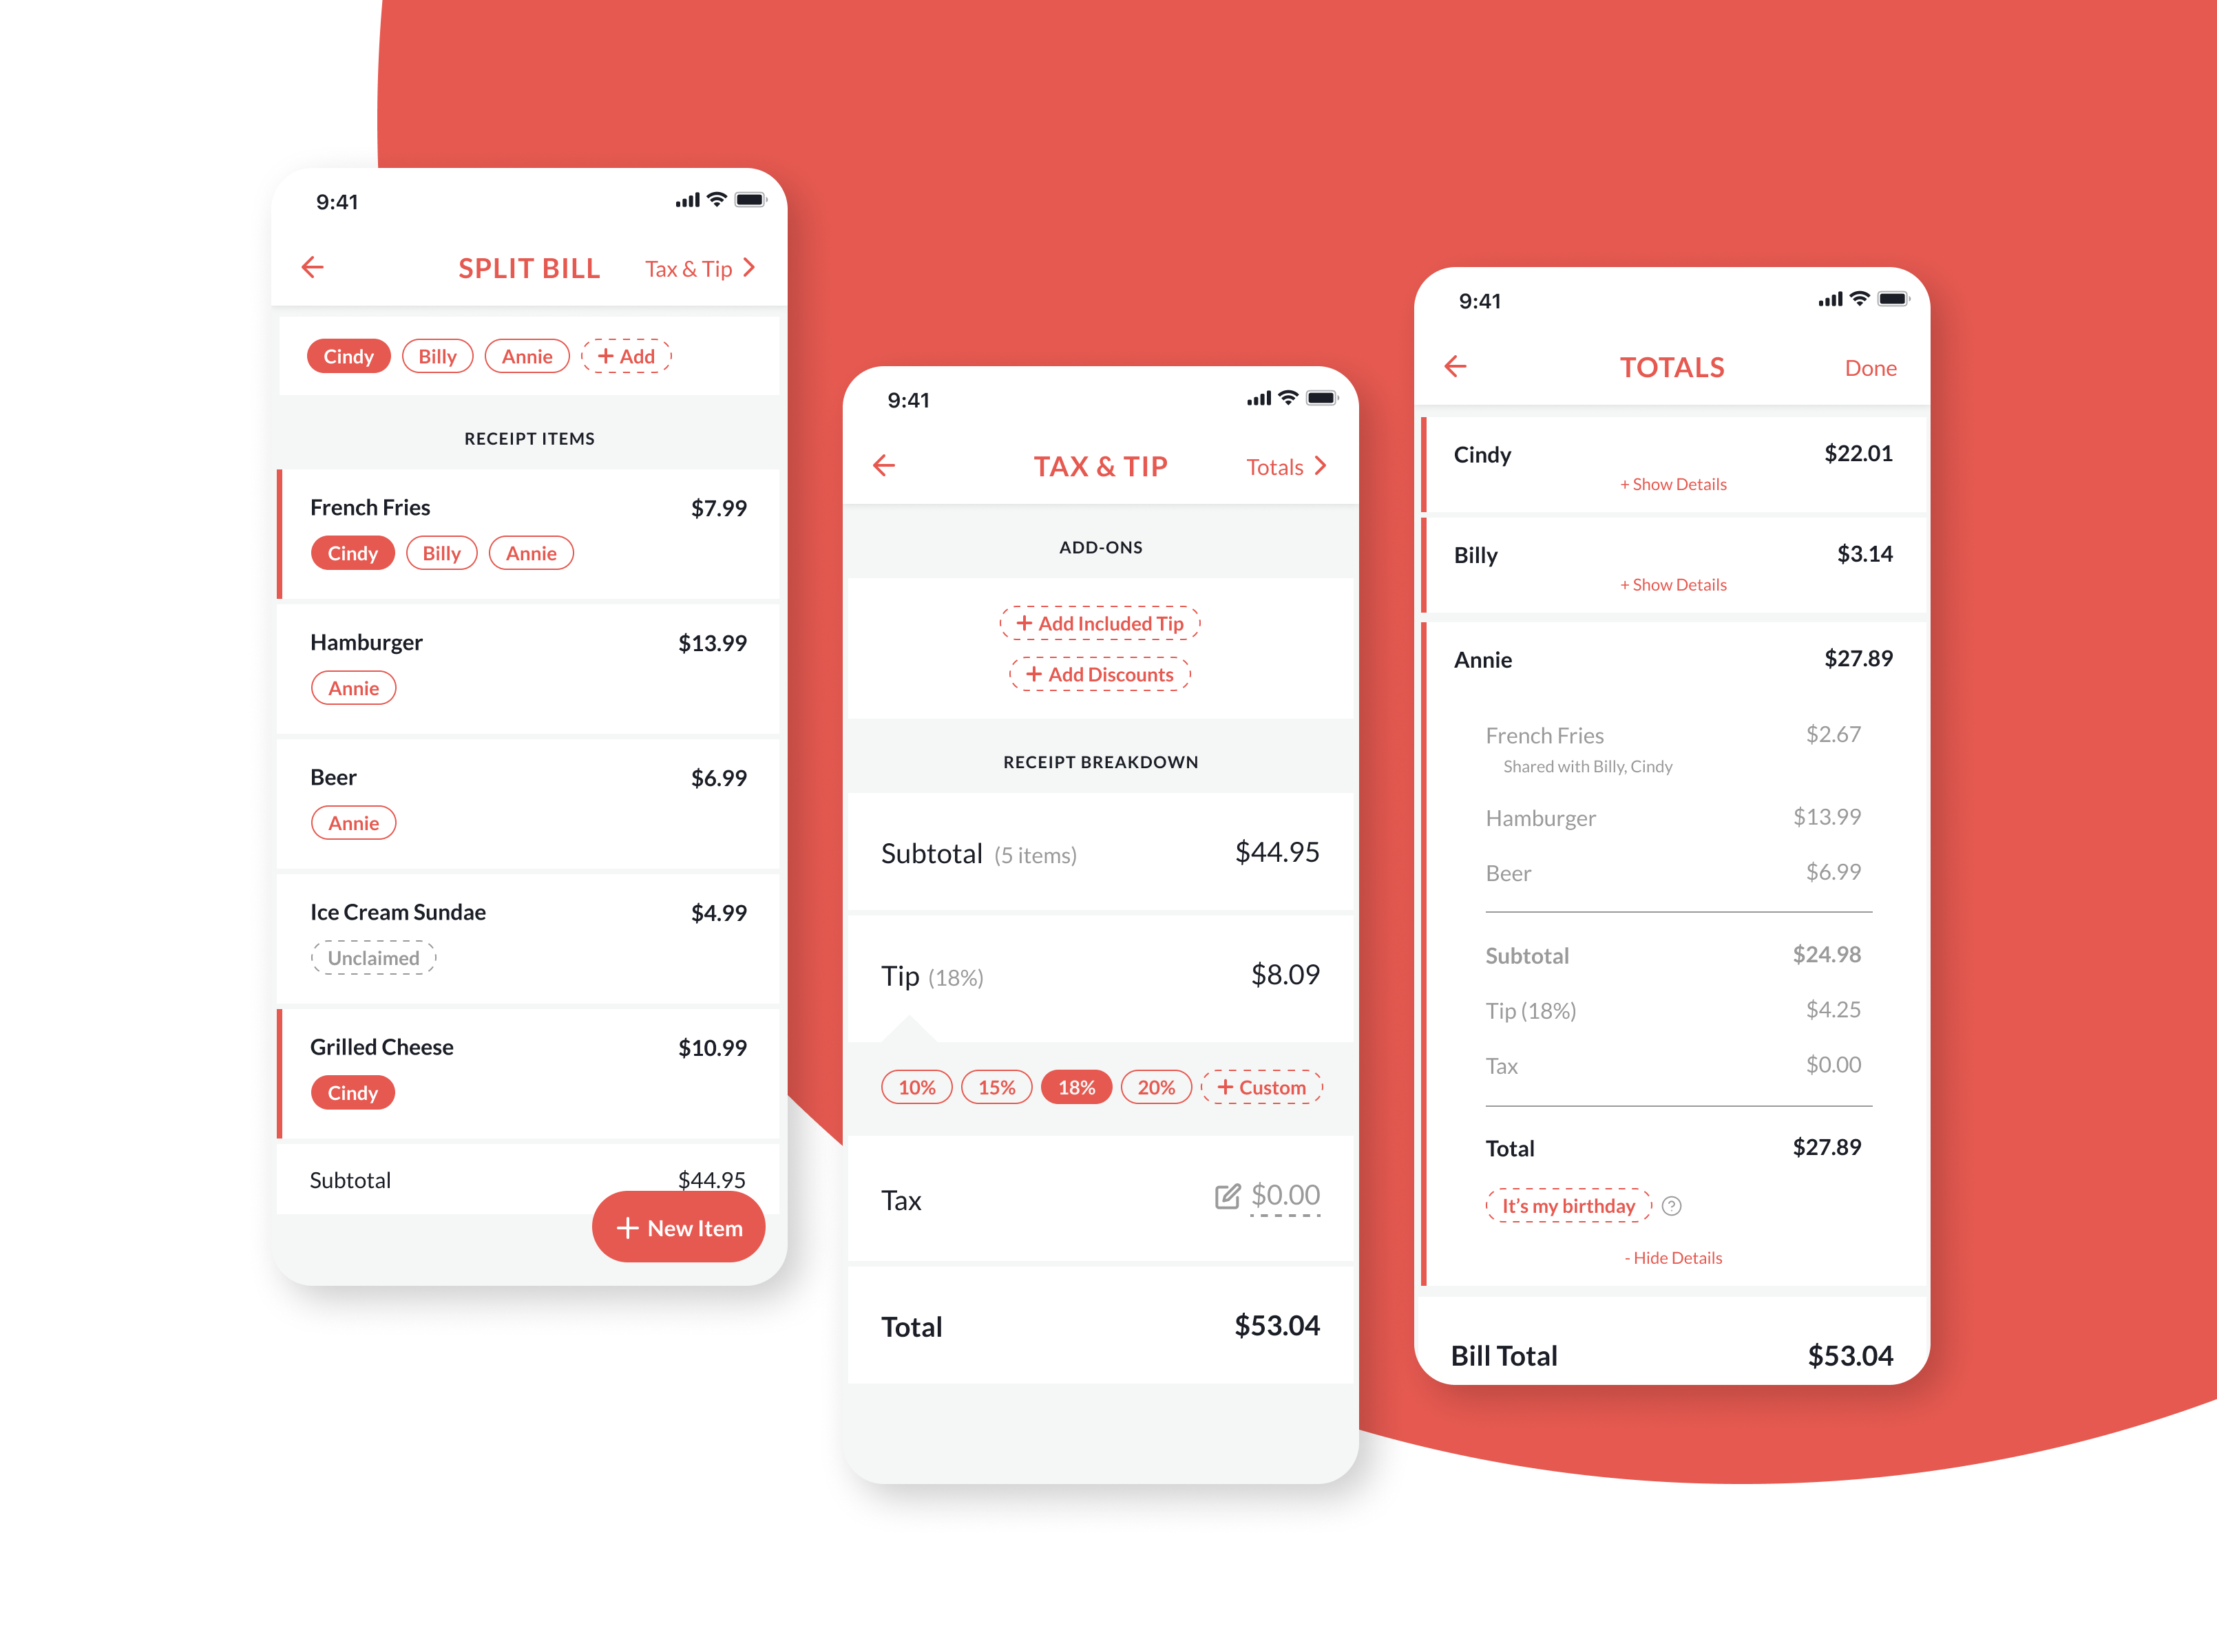 9:41
SPLIT BILL Tax & Tip
Cindy Billy Annie + Add
RECEIPT ITEMS
French Fries $7.99
Cindy Billy Annie
Hamburger $13.99
Annie
Beer $6.99
Annie
Ice Cream Sundae $4.99
Unclaimed
Grilled Cheese $10.99
Cindy
Subtotal $44.95
+ New Item
9:41
TAX & TIP Totals
ADD-ONS
+ Add Included Tip
+ Add Discounts
RECEIPT BREAKDOWN
Subtotal (5 items) $44.95
Tip (18%) $8.09
10% 15% 18% 20% + Custom
Tax $0.00
Total $53.04
9:41
TOTALS Done
Cindy $22.01
+ Show Details
Billy $3.14
+ Show Details
Annie $27.89
French Fries $2.67
Shared with Billy, Cindy
Hamburger $13.99
Beer $6.99
Subtotal $24.98
Tip (18%) $4.25
Tax $0.00
Total $27.89
It's my birthday ?
- Hide Details
Bill Total $53.04